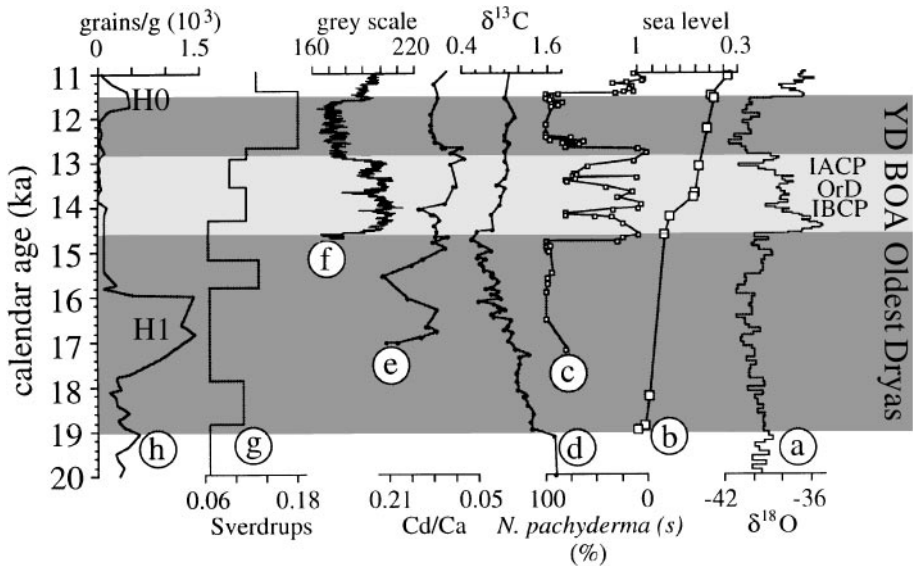 grains/g (10³) grey scale δ¹³C sea level
0 1.5 160 220 0.4 1.6 1 0.3
11
12
13
14
15
16
17
18
19
20
calendar age (ka)
H0
H1
IACP
OrD
IBCP
YD
BOA
Oldest Dryas
f
e
c
h
g
d
b
a
0.06 0.18 0.21 0.05 100 0 -42 -36
Sverdrups Cd/Ca N. pachyderma (s) δ¹⁸O
(%)